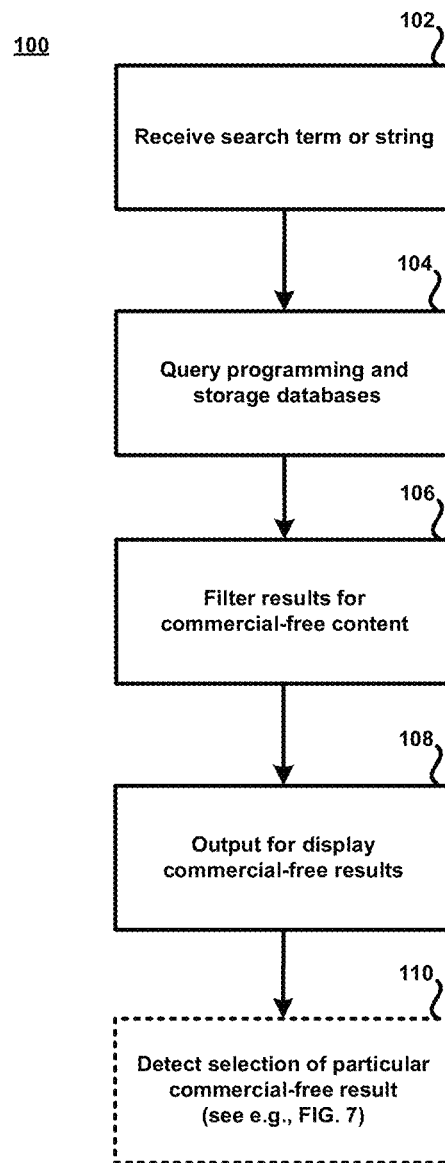 100
102
Receive search term or string
104
Query programming and
storage databases
106
Filter results for
commercial-free content
108
Output for display
commercial-free results
110
Detect selection of particular
commercial-free result
(see e.g., FIG. 7)